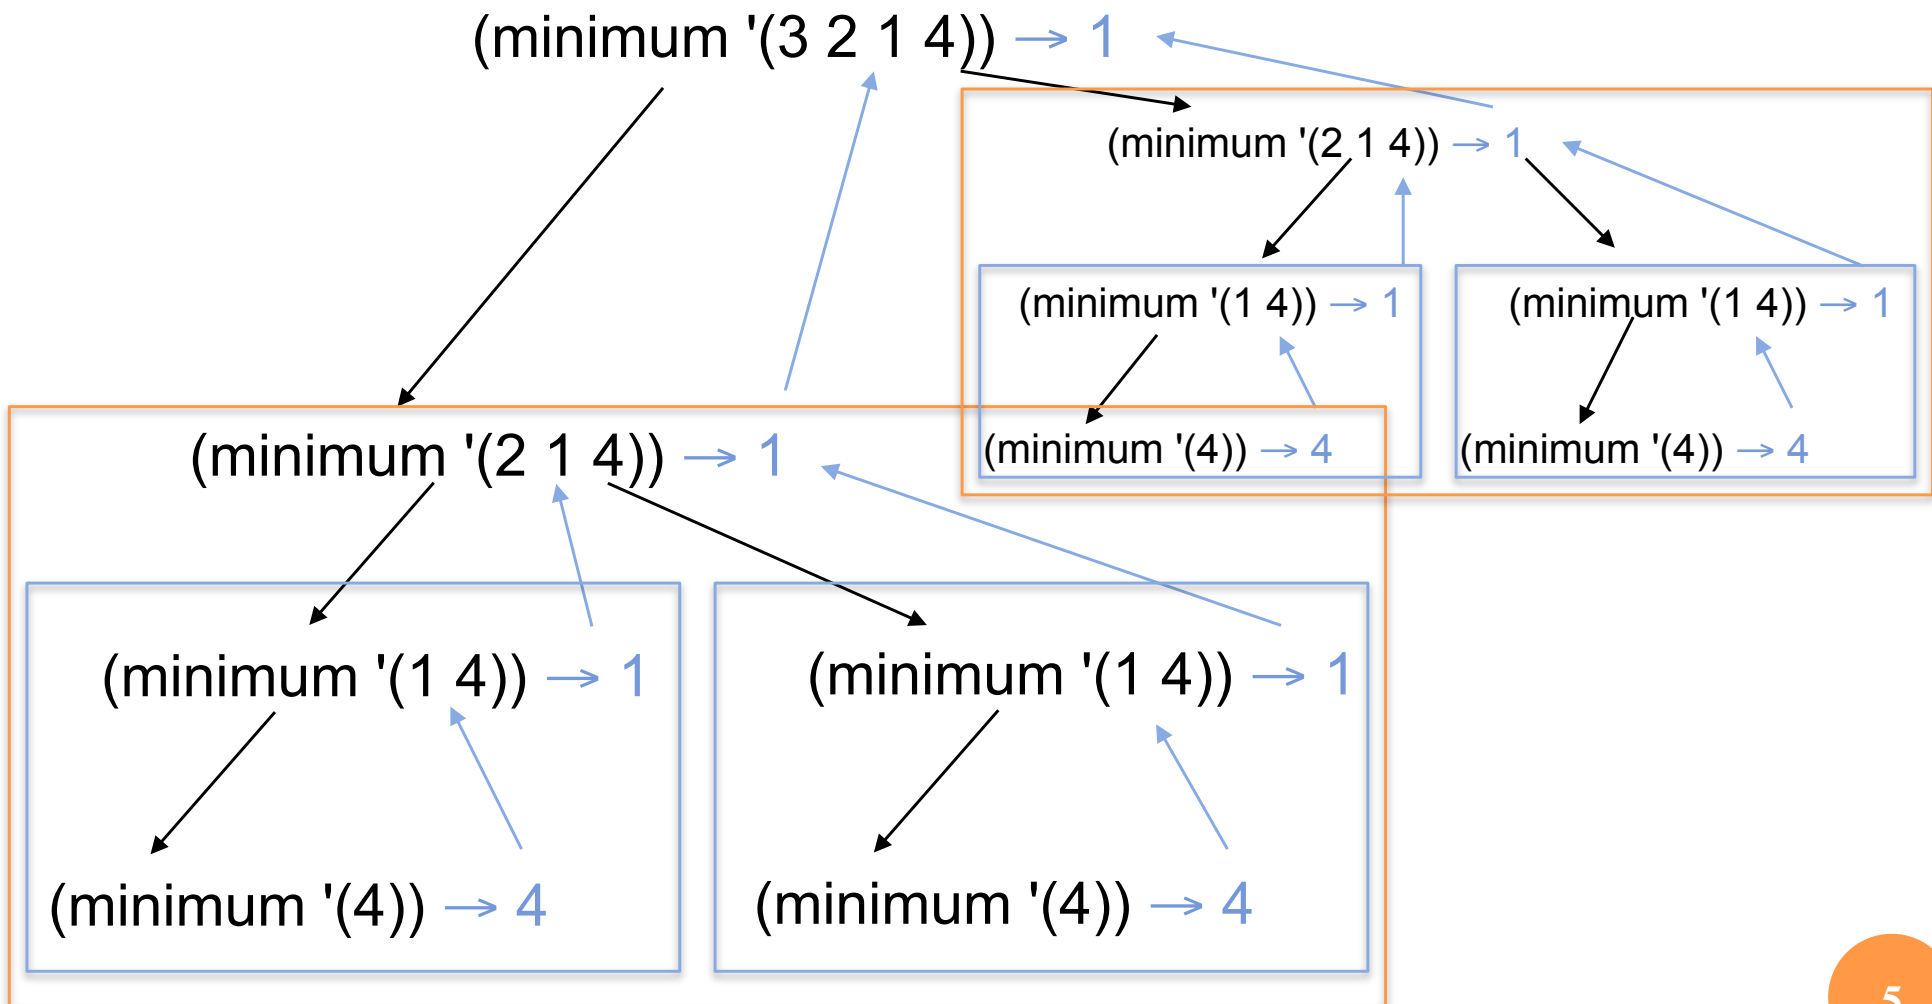 (minimum '(3 2 1 4)) → 1
(minimum '(2 1 4)) → 1
(minimum '(1 4)) → 1
(minimum '(1 4)) → 1
(minimum '(4)) → 4
(minimum '(4)) → 4
(minimum '(2 1 4)) → 1
(minimum '(1 4)) → 1
(minimum '(1 4)) → 1
(minimum '(4)) → 4
(minimum '(4)) → 4
5